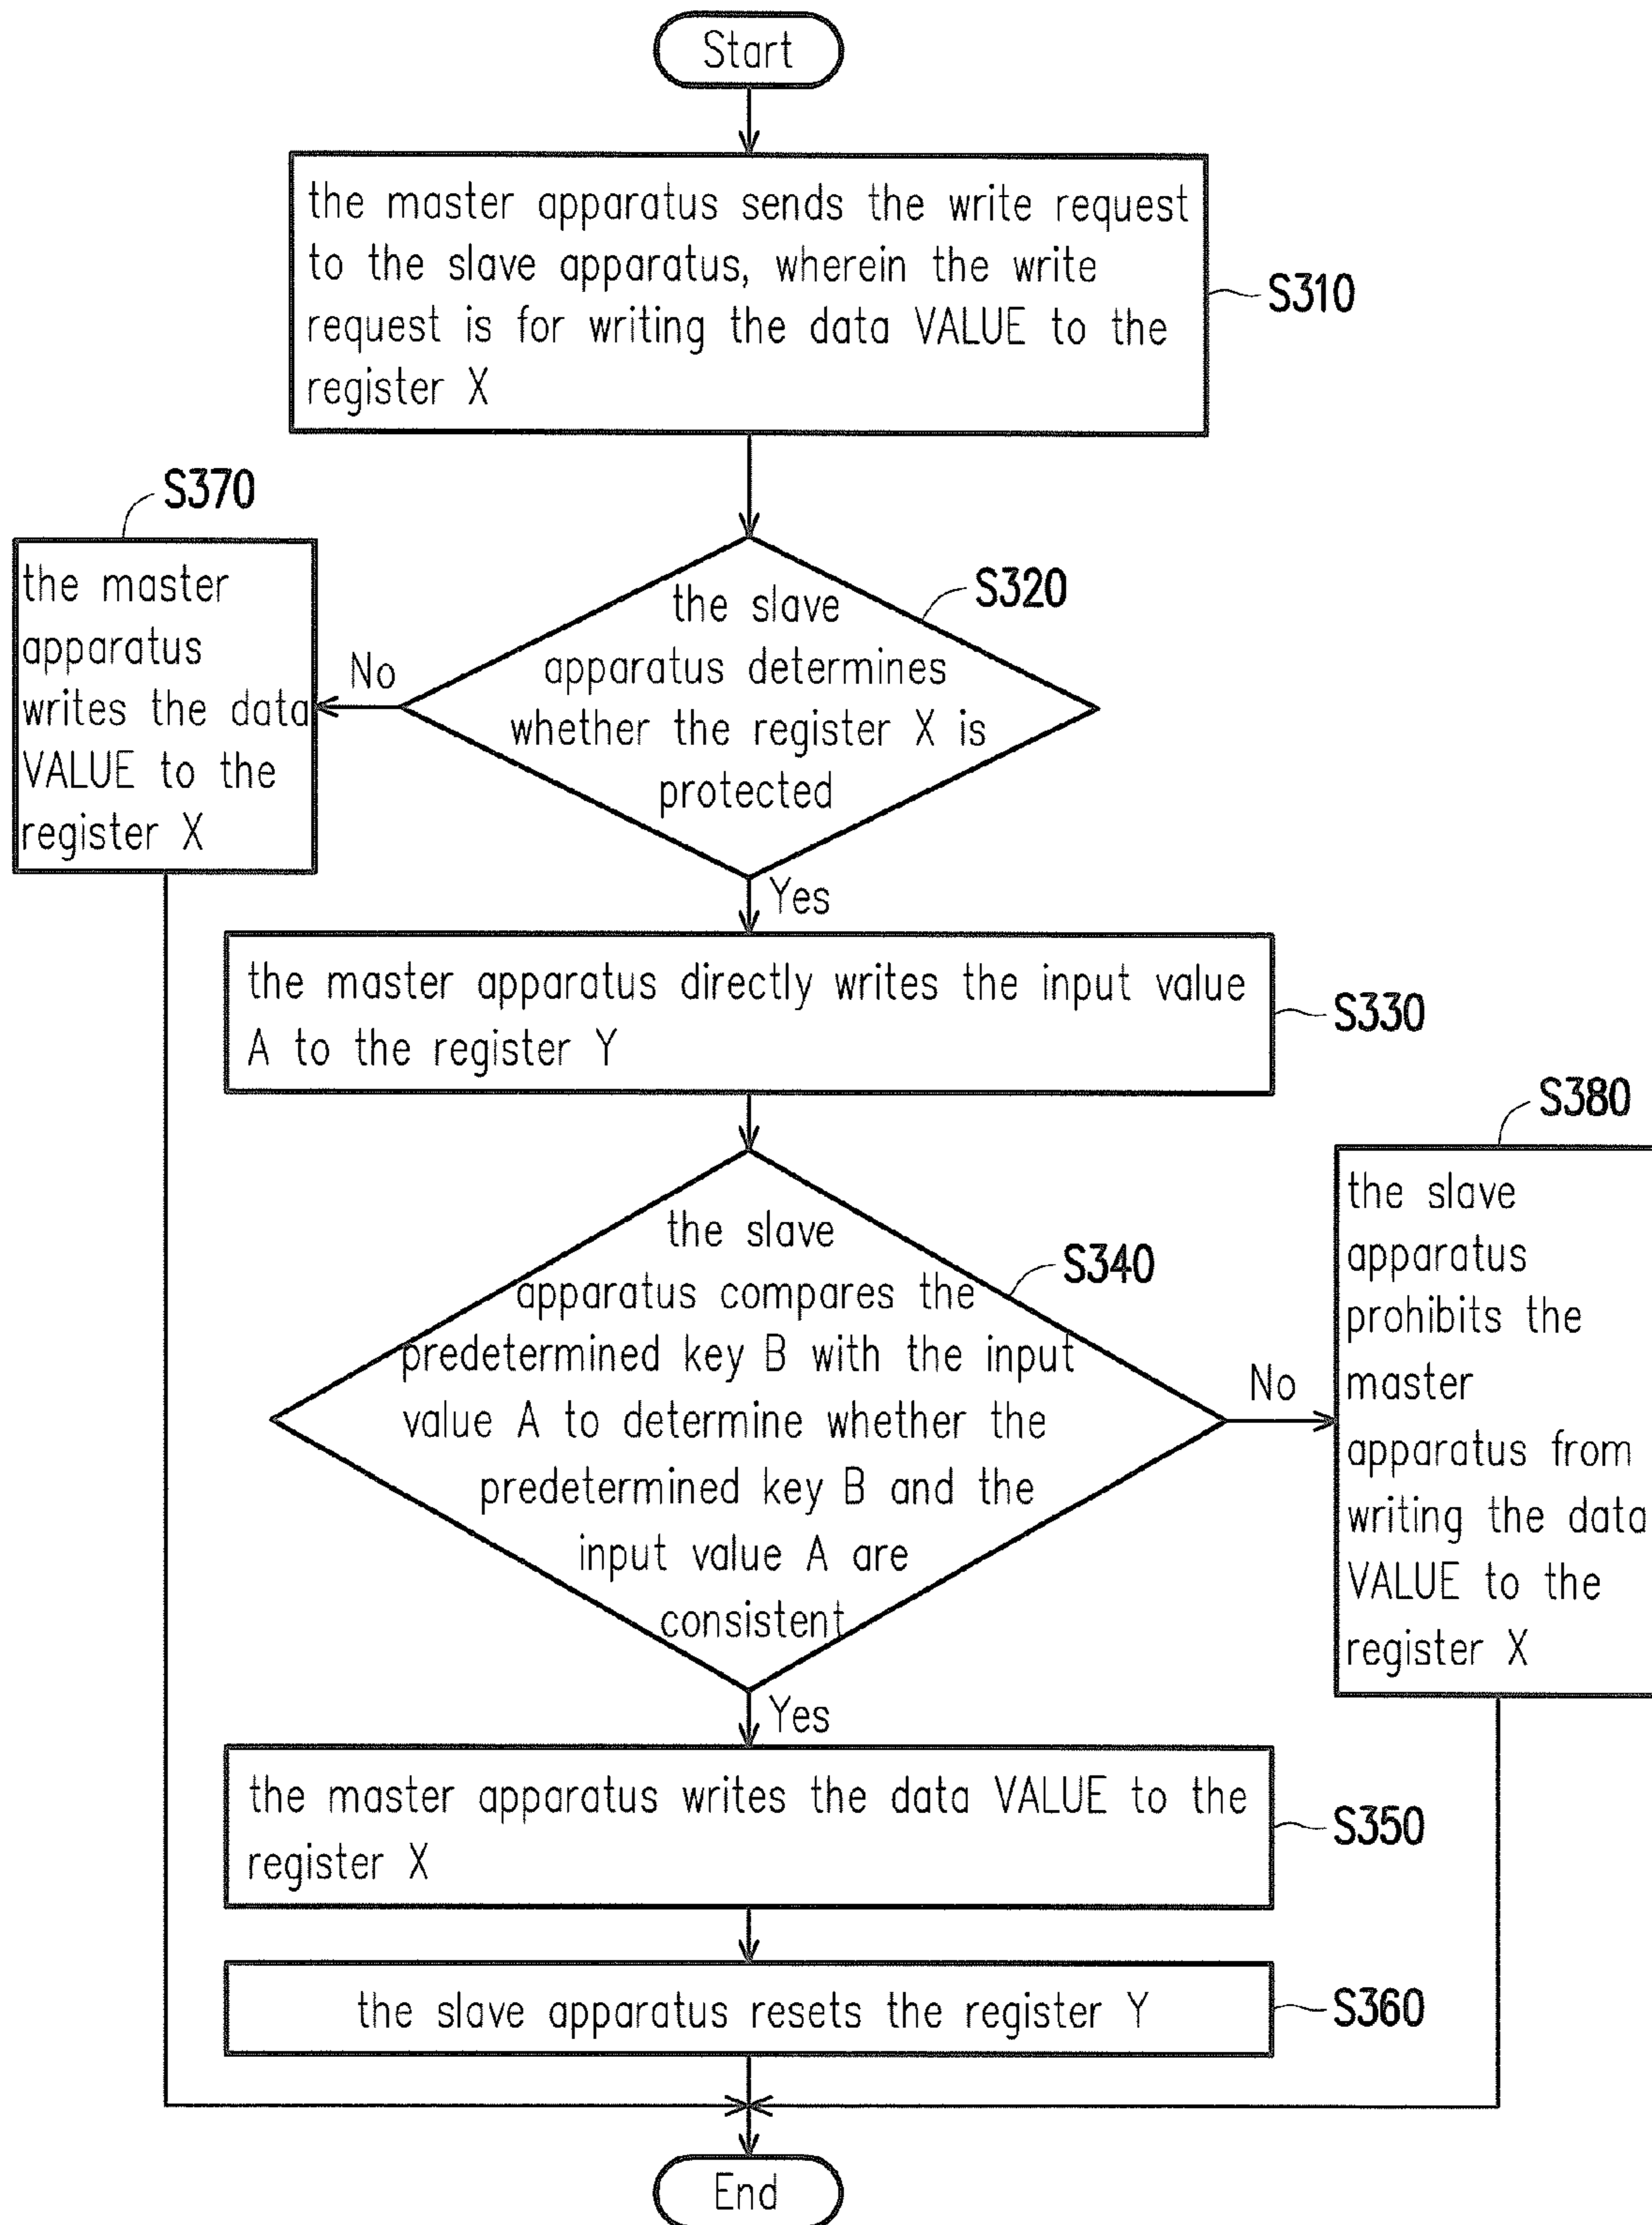 Start
the master apparatus sends the write request
to the slave apparatus, wherein the write
request is for writing the data VALUE to the
register X
S310
S370
the master
apparatus
writes the data
VALUE to the
register X
No
the slave
apparatus determines
whether the register X is
protected
S320
Yes
the master apparatus directly writes the input value
A to the register Y
S330
the slave
apparatus compares the
predetermined key B with the input
value A to determine whether the
predetermined key B and the
input value A are
consistent
S340
No
S380
the slave
apparatus
prohibits the
master
apparatus from
writing the data
VALUE to the
register X
Yes
the master apparatus writes the data VALUE to the
register X
S350
the slave apparatus resets the register Y
S360
End